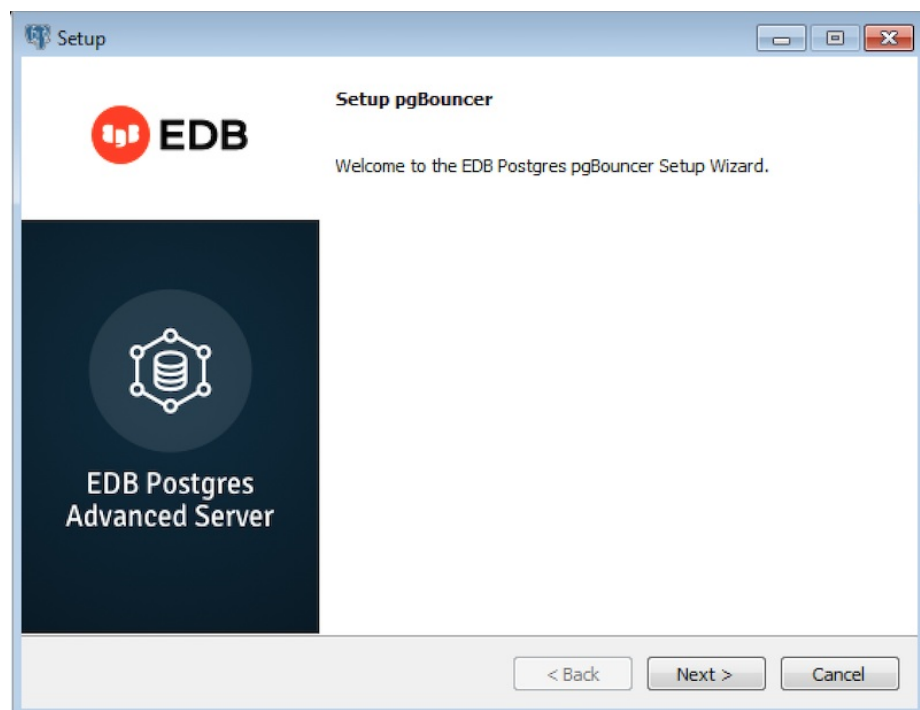 Setup
EDB
Setup pgBouncer
Welcome to the EDB Postgres pgBouncer Setup Wizard.
EDB Postgres
Advanced Server
< Back
Next >
Cancel